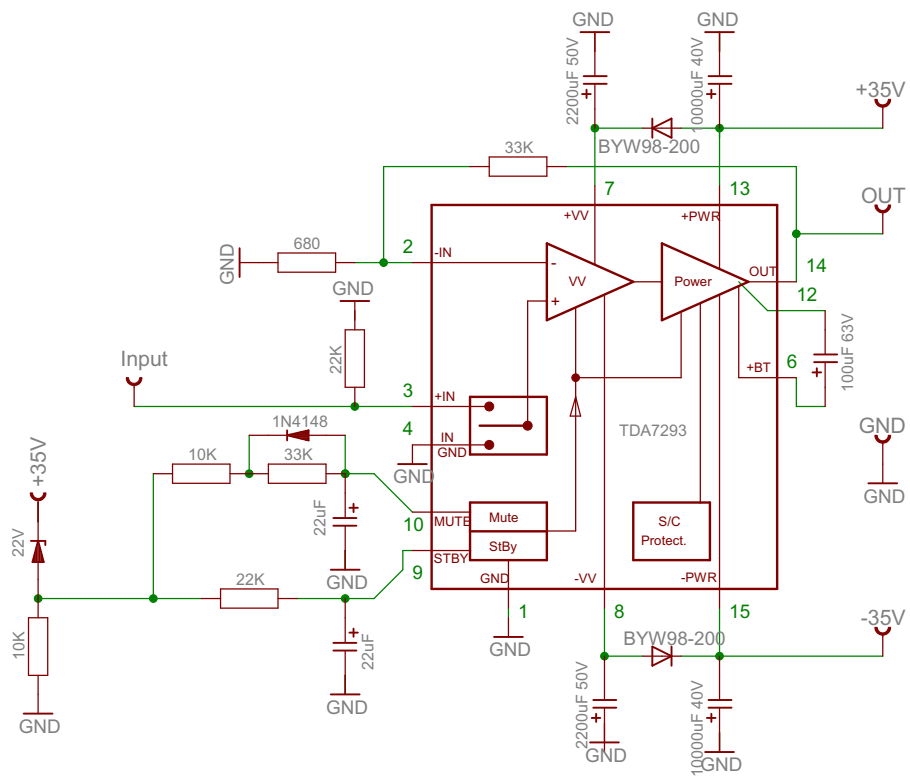 GND
GND
2200uF 50V
10000uF 40V
+35V
BYW98-200
33K
7
13
OUT
+VV
+PWR
680
2
-IN
GND
-
VV
+
Power
OUT
14
12
GND
22K
100uF 63V
6
+BT
Input
3
+IN
4
IN
GND
GND
TDA7293
GND
GND
1N4148
10K
33K
+35V
22uF
10
MUTE
Mute
S/C
Protect.
22V
StBy
STBY
9
GND
22K
GND
-VV
-PWR
1
8
15
-35V
10K
22uF
GND
BYW98-200
GND
GND
2200uF 50V
10000uF 40V
GND
GND